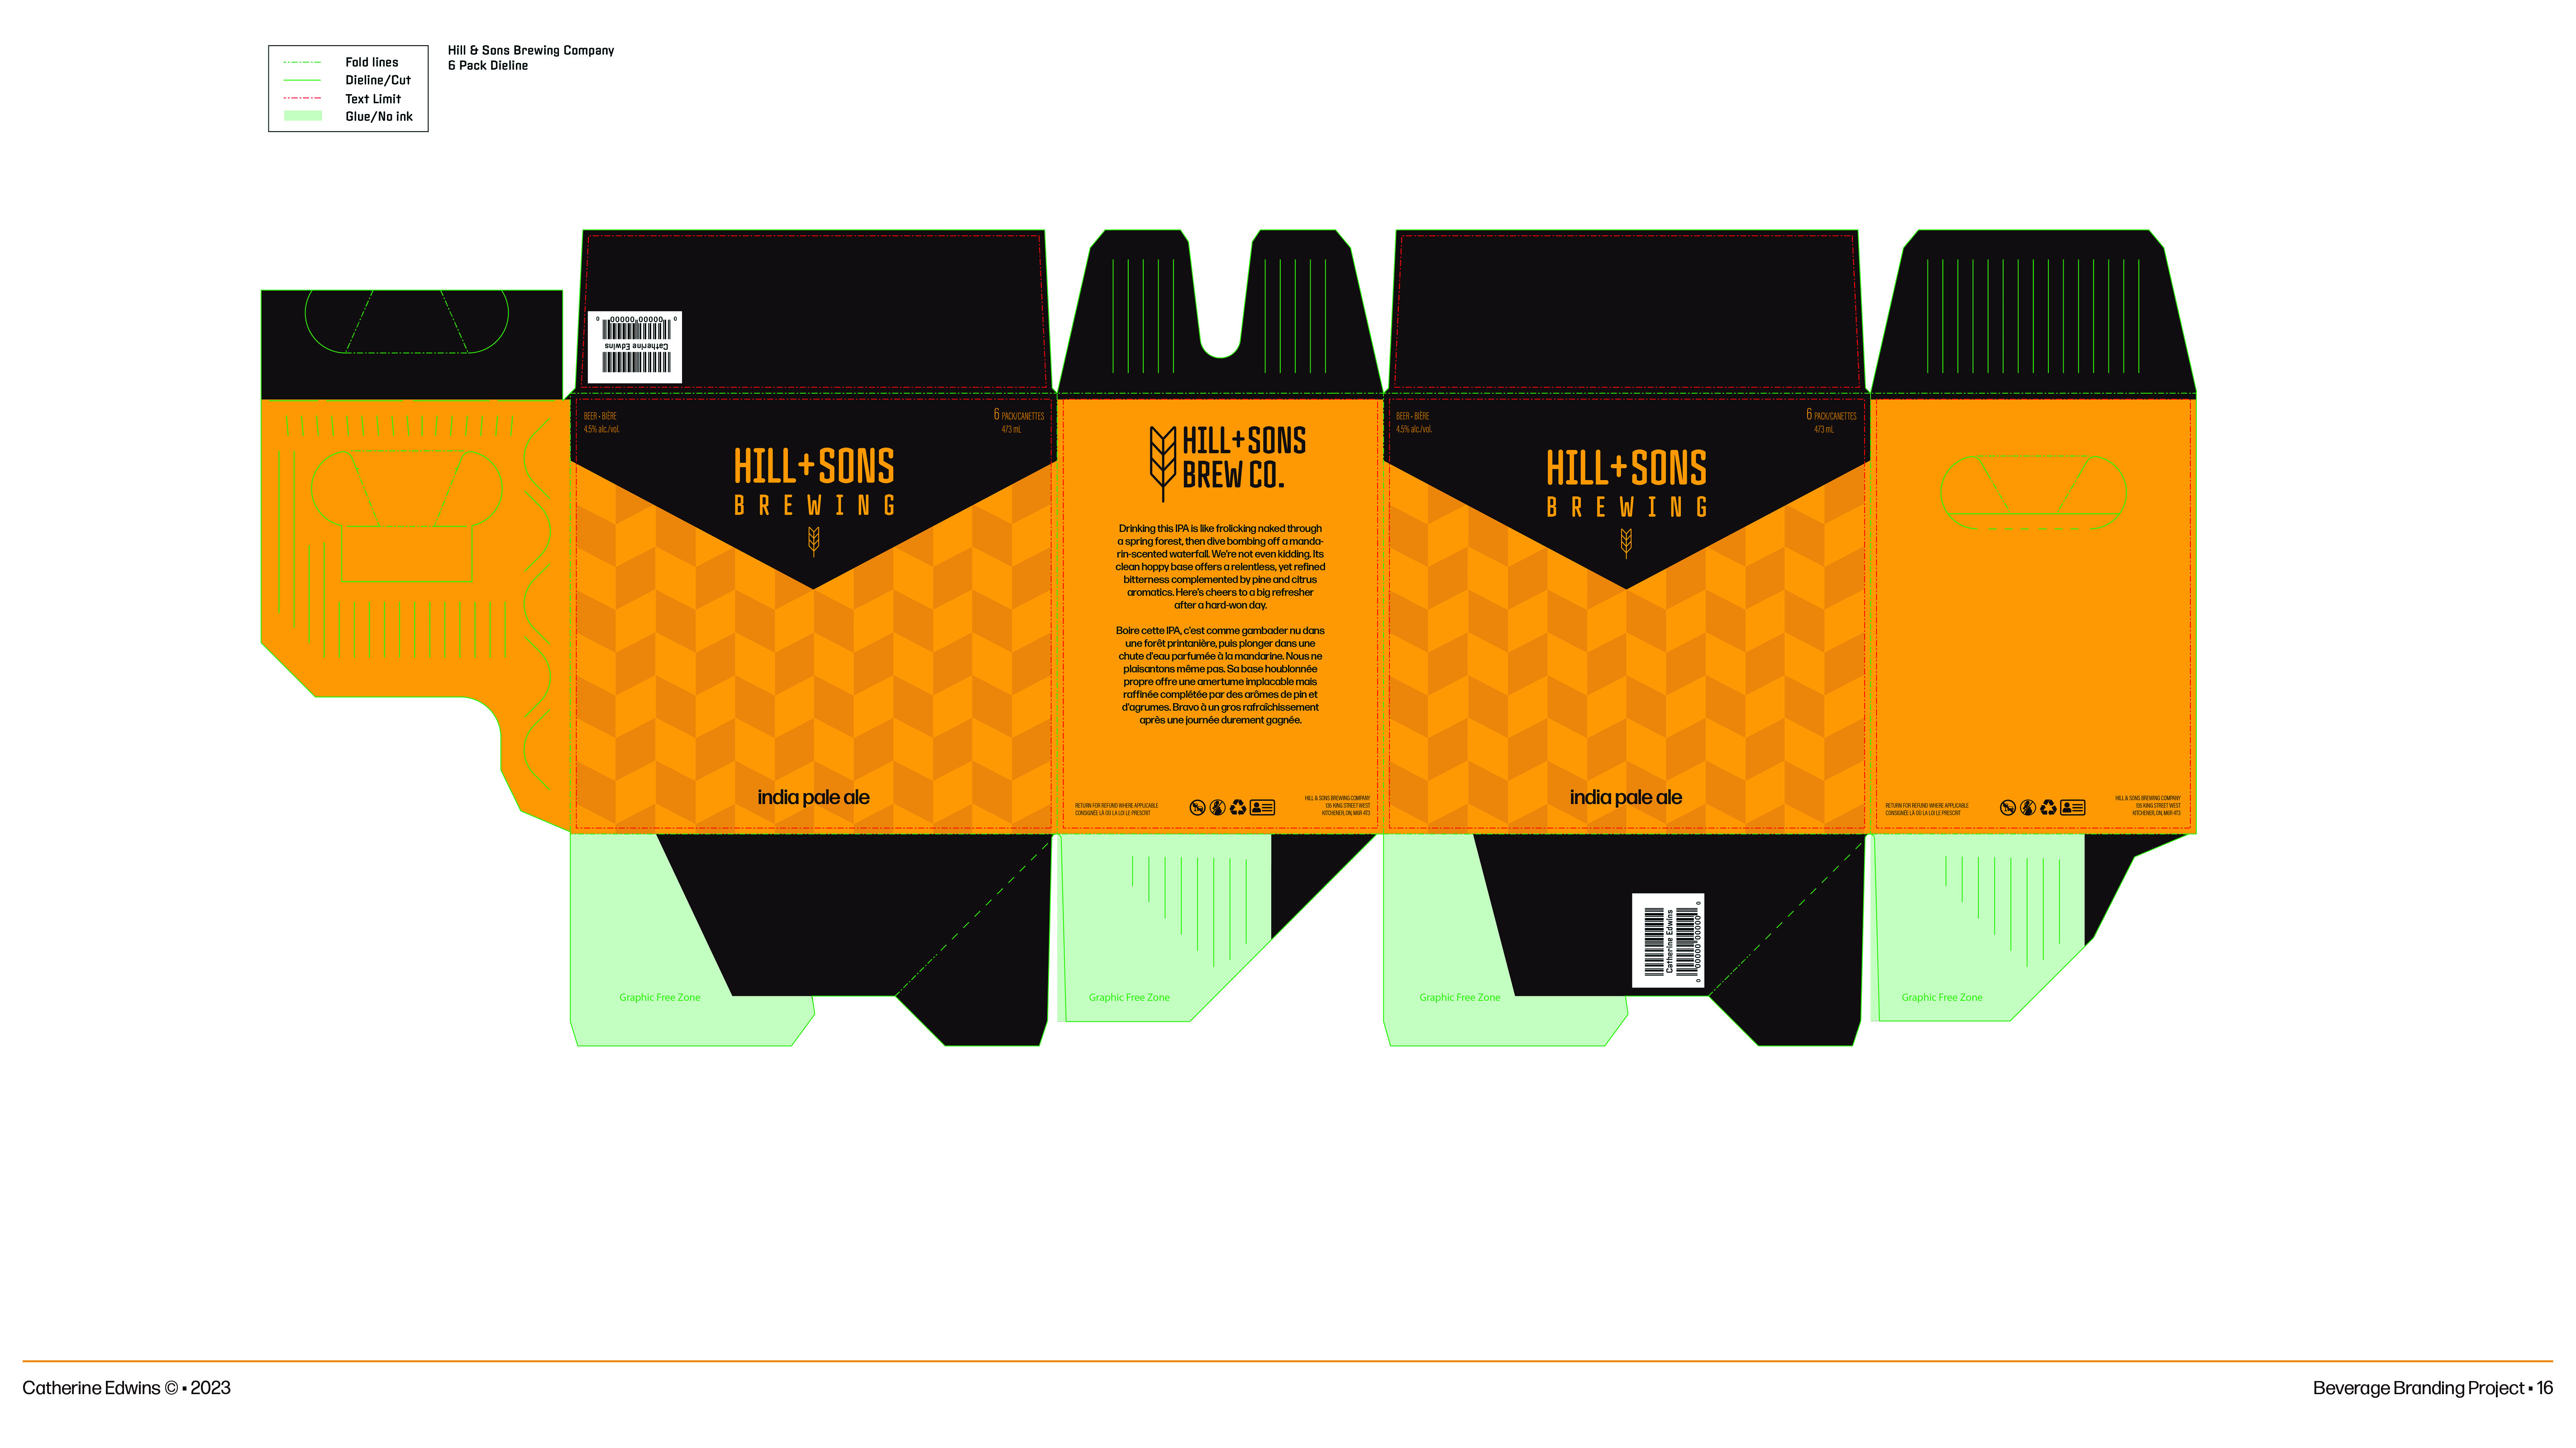 Fold lines
Dieline/Cut
Text Limit
Glue/No ink
Hill & Sons Brewing Company
6 Pack Dieline
0 00000 00000 0
Catherine Edwins
BEER • BIÈRE
4.5% alc./vol.
6 PACK/CANETTES
473 mL
HILL+SONS
BREWING
india pale ale
HILL+SONS
BREW CO.
Drinking this IPA is like frolicking naked through
a spring forest, then dive bombing off a manda-
rin-scented waterfall. We're not even kidding. Its
clean hoppy base offers a relentless, yet refined
bitterness complemented by pine and citrus
aromatics. Here's cheers to a big refresher
after a hard-won day.
Boire cette IPA, c'est comme gambader nu dans
une forêt printanière, puis plonger dans une
chute d'eau parfumée à la mandarine. Nous ne
plaisantons même pas. Sa base houblonnée
propre offre une amertume implacable mais
raffinée complétée par des arômes de pin et
d'agrumes. Bravo à un gros rafraîchissement
après une journée durement gagnée.
RETURN FOR REFUND WHERE APPLICABLE
CONSIGNÉE LÀ OÙ LA LOI LE PRESCRIT
HILL & SONS BREWING COMPANY
135 KING STREET WEST
KITCHENER, ON, M6R 4T3
BEER • BIÈRE
4.5% alc./vol.
6 PACK/CANETTES
473 mL
HILL+SONS
BREWING
india pale ale
RETURN FOR REFUND WHERE APPLICABLE
CONSIGNÉE LÀ OÙ LA LOI LE PRESCRIT
HILL & SONS BREWING COMPANY
135 KING STREET WEST
KITCHENER, ON, M6R 4T3
Graphic Free Zone
Graphic Free Zone
Graphic Free Zone
Catherine Edwins
0 00000 00000 0
Graphic Free Zone
Catherine Edwins © • 2023
Beverage Branding Project • 16